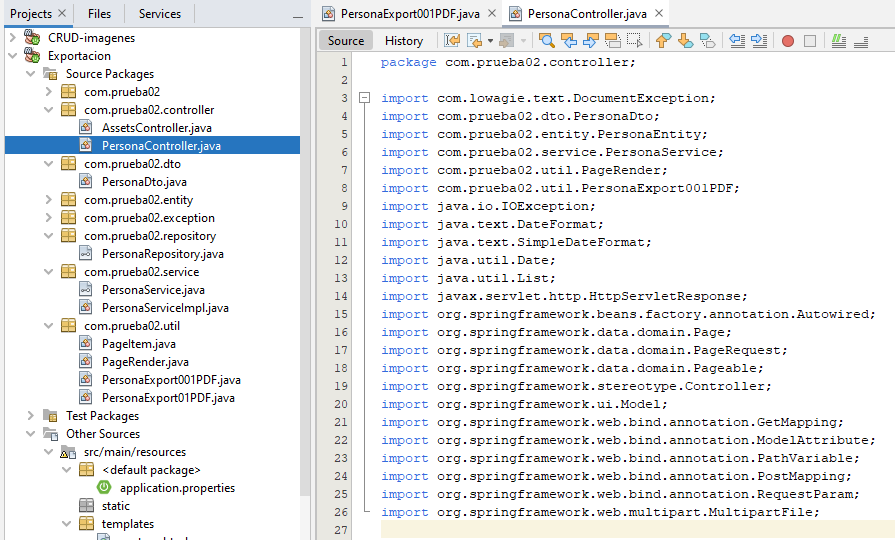 Projects
Files
Services
CRUD-imagenes
Exportacion
Source Packages
com.prueba02
com.prueba02.controller
AssetsController.java
PersonaController.java
com.prueba02.dto
PersonaDto.java
com.prueba02.entity
com.prueba02.exception
com.prueba02.repository
PersonaRepository.java
com.prueba02.service
PersonaService.java
PersonaServiceImpl.java
com.prueba02.util
PageItem.java
PageRender.java
PersonaExport001PDF.java
PersonaExport01PDF.java
Test Packages
Other Sources
src/main/resources
<default package>
application.properties
static
templates
PersonaExport001PDF.java
PersonaController.java
Source
History
1 package com.prueba02.controller;
2
3 import com.lowagie.text.DocumentException;
4 import com.prueba02.dto.PersonaDto;
5 import com.prueba02.entity.PersonaEntity;
6 import com.prueba02.service.PersonaService;
7 import com.prueba02.util.PageRender;
8 import com.prueba02.util.PersonaExport001PDF;
9 import java.io.IOException;
10 import java.text.DateFormat;
11 import java.text.SimpleDateFormat;
12 import java.util.Date;
13 import java.util.List;
14 import javax.servlet.http.HttpServletResponse;
15 import org.springframework.beans.factory.annotation.Autowired;
16 import org.springframework.data.domain.Page;
17 import org.springframework.data.domain.PageRequest;
18 import org.springframework.data.domain.Pageable;
19 import org.springframework.stereotype.Controller;
20 import org.springframework.ui.Model;
21 import org.springframework.web.bind.annotation.GetMapping;
22 import org.springframework.web.bind.annotation.ModelAttribute;
23 import org.springframework.web.bind.annotation.PathVariable;
24 import org.springframework.web.bind.annotation.PostMapping;
25 import org.springframework.web.bind.annotation.RequestParam;
26 import org.springframework.web.multipart.MultipartFile;
27